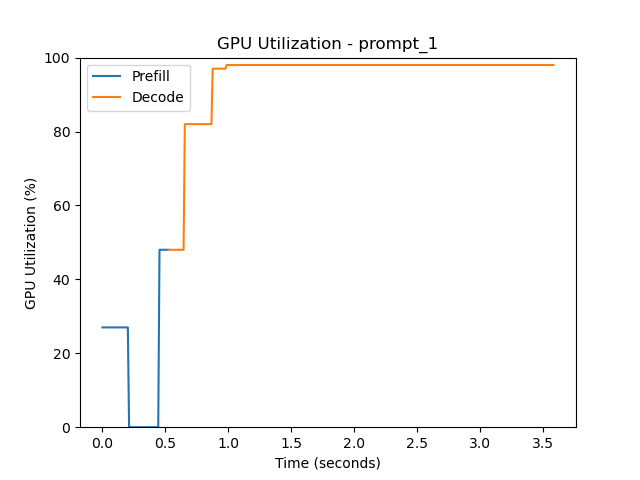 GPU Utilization - prompt_1
Prefill
Decode
GPU Utilization (%)
100
80
60
40
20
0
0.0 0.5 1.0 1.5 2.0 2.5 3.0 3.5
Time (seconds)